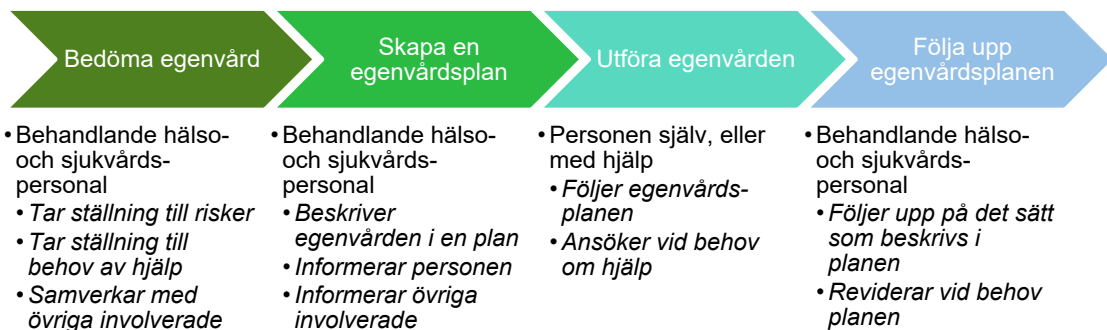 Bedöma egenvård
Skapa en
egenvårdsplan
Utföra egenvården
Följa upp
egenvårdsplanen
• Behandlande hälso-
och sjukvårds-
personal
• Tar ställning till risker
• Tar ställning till
behov av hjälp
• Samverkar med
övriga involverade
• Behandlande hälso-
och sjukvårds-
personal
• Beskriver
egenvården i en plan
• Informerar personen
• Informerar övriga
involverade
• Personen själv, eller
med hjälp
• Följer egenvårds-
planen
• Ansöker vid behov
om hjälp
• Behandlande hälso-
och sjukvårds-
personal
• Följer upp på det sätt
som beskrivs i
planen
• Reviderar vid behov
planen